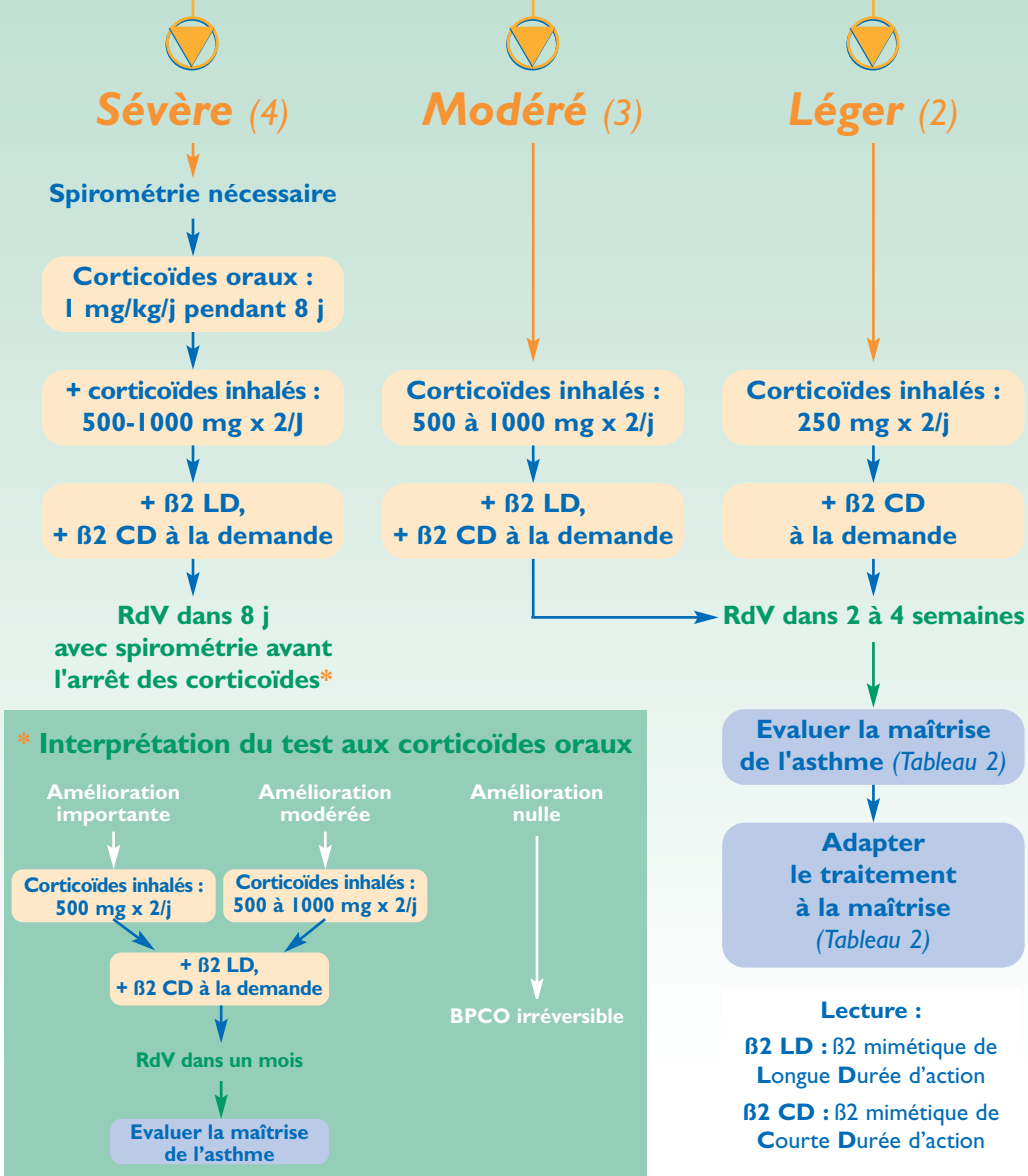 Sévère (4)
Spirométrie nécessaire
Corticoïdes oraux :
1 mg/kg/j pendant 8 j
+ corticoïdes inhalés :
500-1000 mg x 2/J
+ ß2 LD,
+ ß2 CD à la demande
RdV dans 8 j
avec spirométrie avant
l'arrêt des corticoïdes*
Modéré (3)
Corticoïdes inhalés :
500 à 1000 mg x 2/j
+ ß2 LD,
+ ß2 CD à la demande
Léger (2)
Corticoïdes inhalés :
250 mg x 2/j
+ ß2 CD
à la demande
RdV dans 2 à 4 semaines
Evaluer la maîtrise
de l'asthme (Tableau 2)
Adapter
le traitement
à la maîtrise
(Tableau 2)
* Interprétation du test aux corticoïdes oraux
Amélioration
importante
Corticoïdes inhalés :
500 mg x 2/j
Amélioration
modérée
Corticoïdes inhalés :
500 à 1000 mg x 2/j
+ ß2 LD,
+ ß2 CD à la demande
RdV dans un mois
Evaluer la maîtrise
de l’asthme
Amélioration
nulle
BPCO irréversible
Lecture :
ß2 LD : ß2 mimétique de
Longue Durée d’action
ß2 CD : ß2 mimétique de
Courte Durée d’action